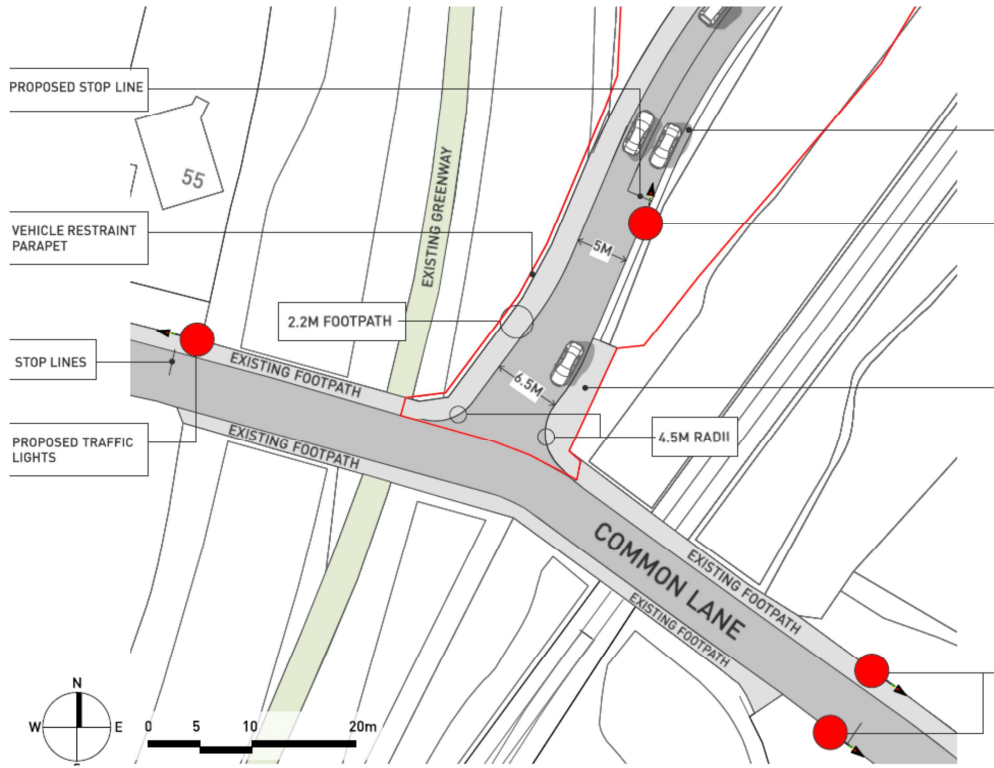 PROPOSED STOP LINE
55
EXISTING GREENWAY
VEHICLE RESTRAINT
PARAPET
5M
2.2M FOOTPATH
STOP LINES
EXISTING FOOTPATH
6.5M
PROPOSED TRAFFIC
LIGHTS
EXISTING FOOTPATH
4.5M RADII
COMMON LANE
EXISTING FOOTPATH
EXISTING FOOTPATH
N
W
E
S
0
5
10
20m